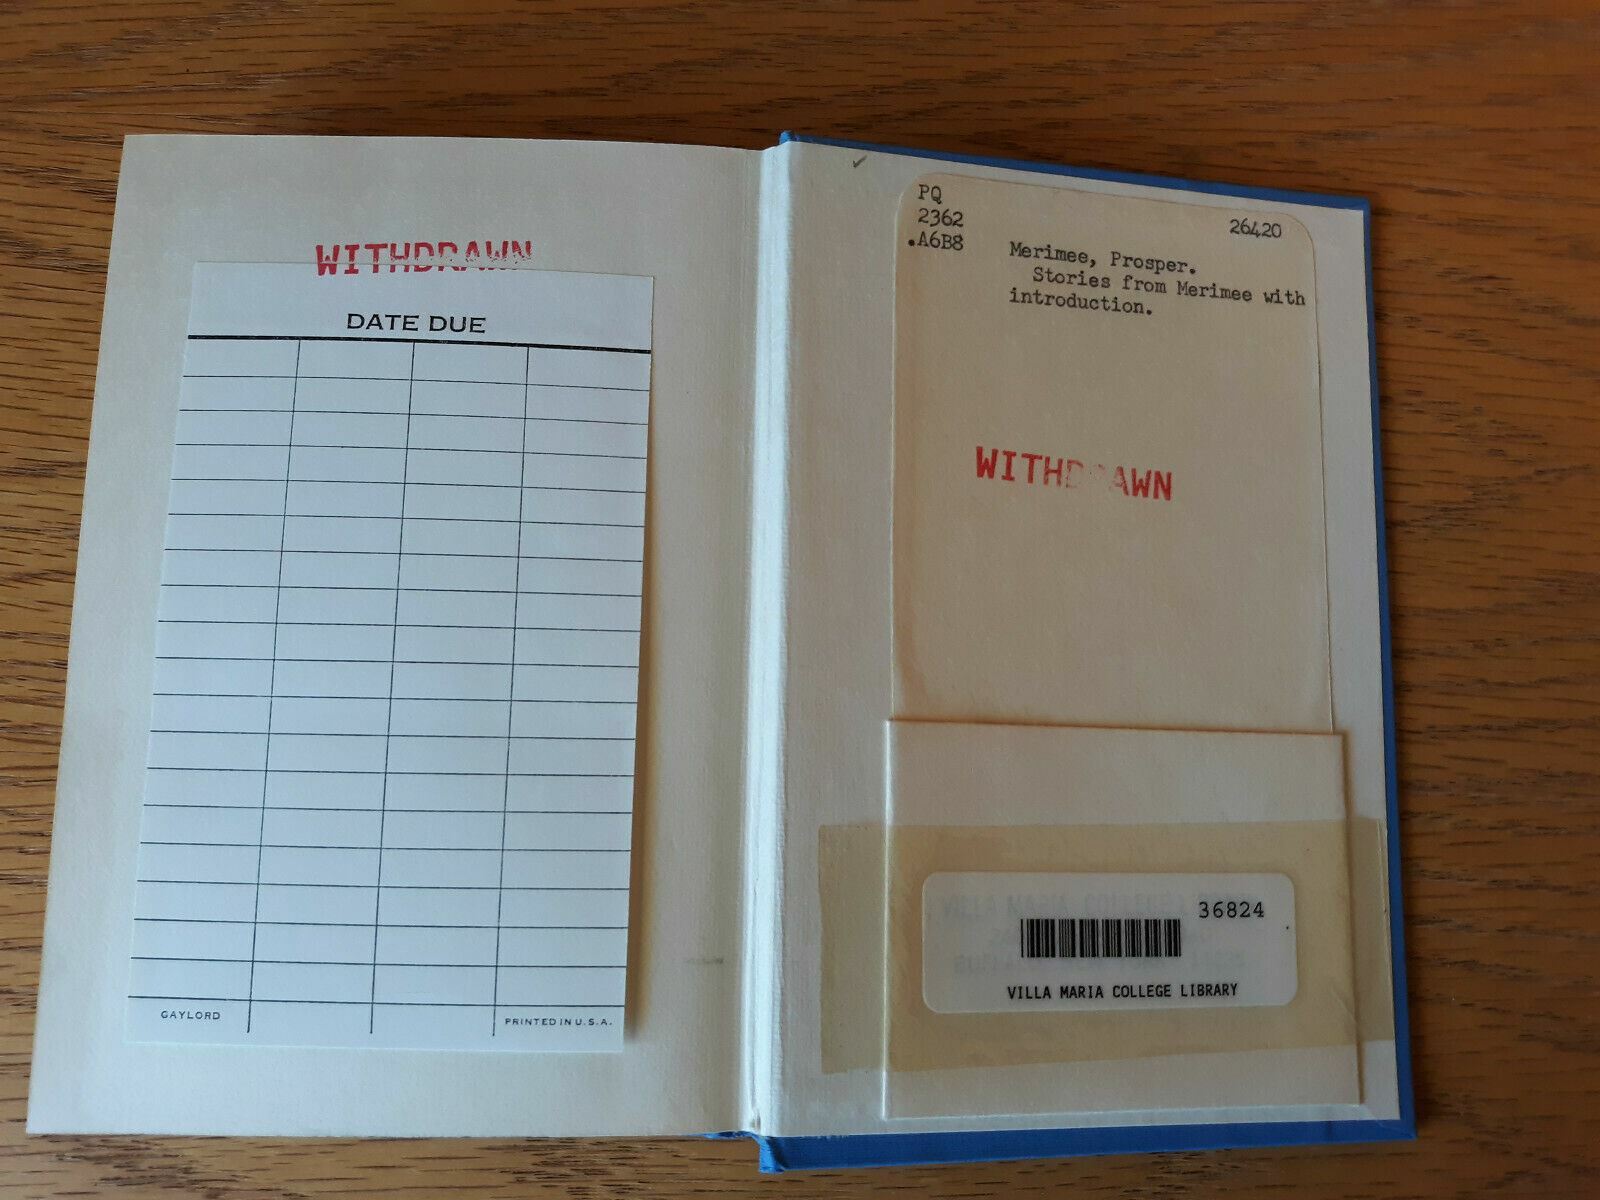 WITHDRAWN
DATE DUE
GAYLORD
PRINTED IN U.S.A.
PQ
2362
.A6B8
26420
Merimee, Prosper.
Stories from Merimee with
introduction.
WITHDRAWN
36824
VILLA MARIA COLLEGE LIBRARY